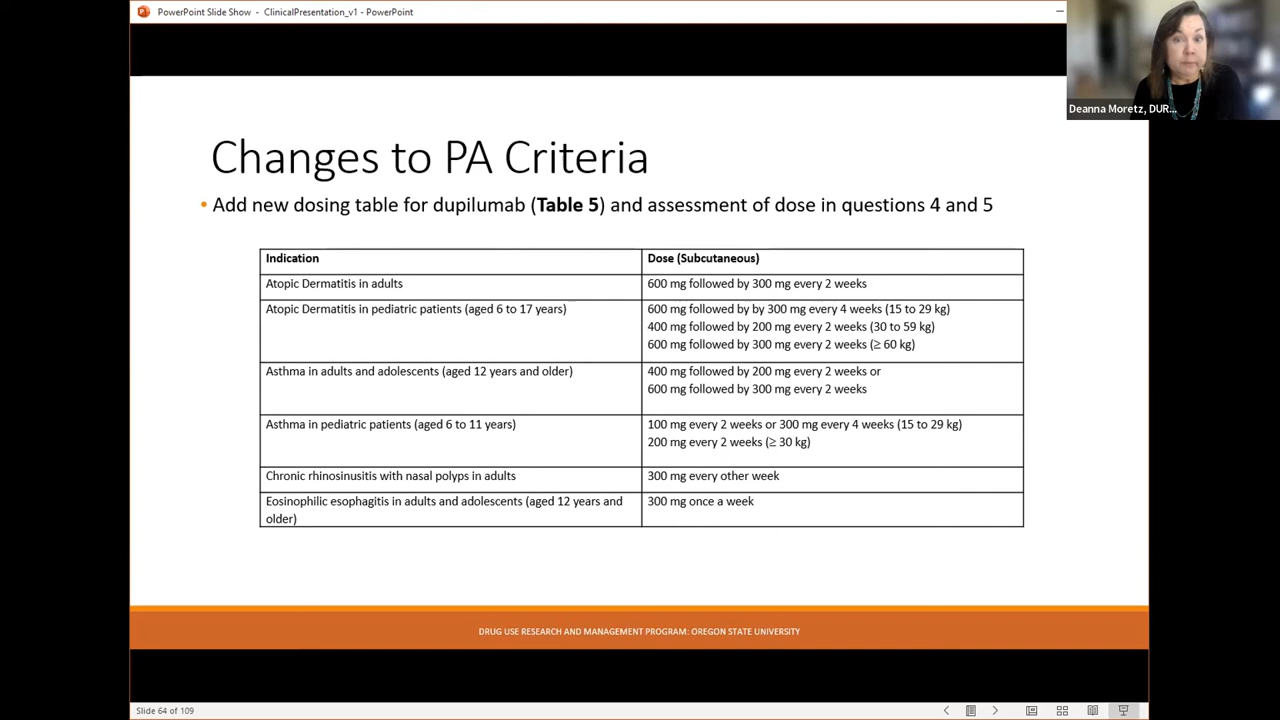 PowerPoint Slide Show - ClinicalPresentation_v1 - PowerPoint
Deanna Moretz, DUR...
Changes to PA Criteria
• Add new dosing table for dupilumab (Table 5) and assessment of dose in questions 4 and 5
Indication
Dose (Subcutaneous)
Atopic Dermatitis in adults
600 mg followed by 300 mg every 2 weeks
Atopic Dermatitis in pediatric patients (aged 6 to 17 years)
600 mg followed by by 300 mg every 4 weeks (15 to 29 kg)
400 mg followed by 200 mg every 2 weeks (30 to 59 kg)
600 mg followed by 300 mg every 2 weeks (≥ 60 kg)
Asthma in adults and adolescents (aged 12 years and older)
400 mg followed by 200 mg every 2 weeks or
600 mg followed by 300 mg every 2 weeks
Asthma in pediatric patients (aged 6 to 11 years)
100 mg every 2 weeks or 300 mg every 4 weeks (15 to 29 kg)
200 mg every 2 weeks (≥ 30 kg)
Chronic rhinosinusitis with nasal polyps in adults
300 mg every other week
Eosinophilic esophagitis in adults and adolescents (aged 12 years and
older)
300 mg once a week
DRUG USE RESEARCH AND MANAGEMENT PROGRAM: OREGON STATE UNIVERSITY
Slide 64 of 109